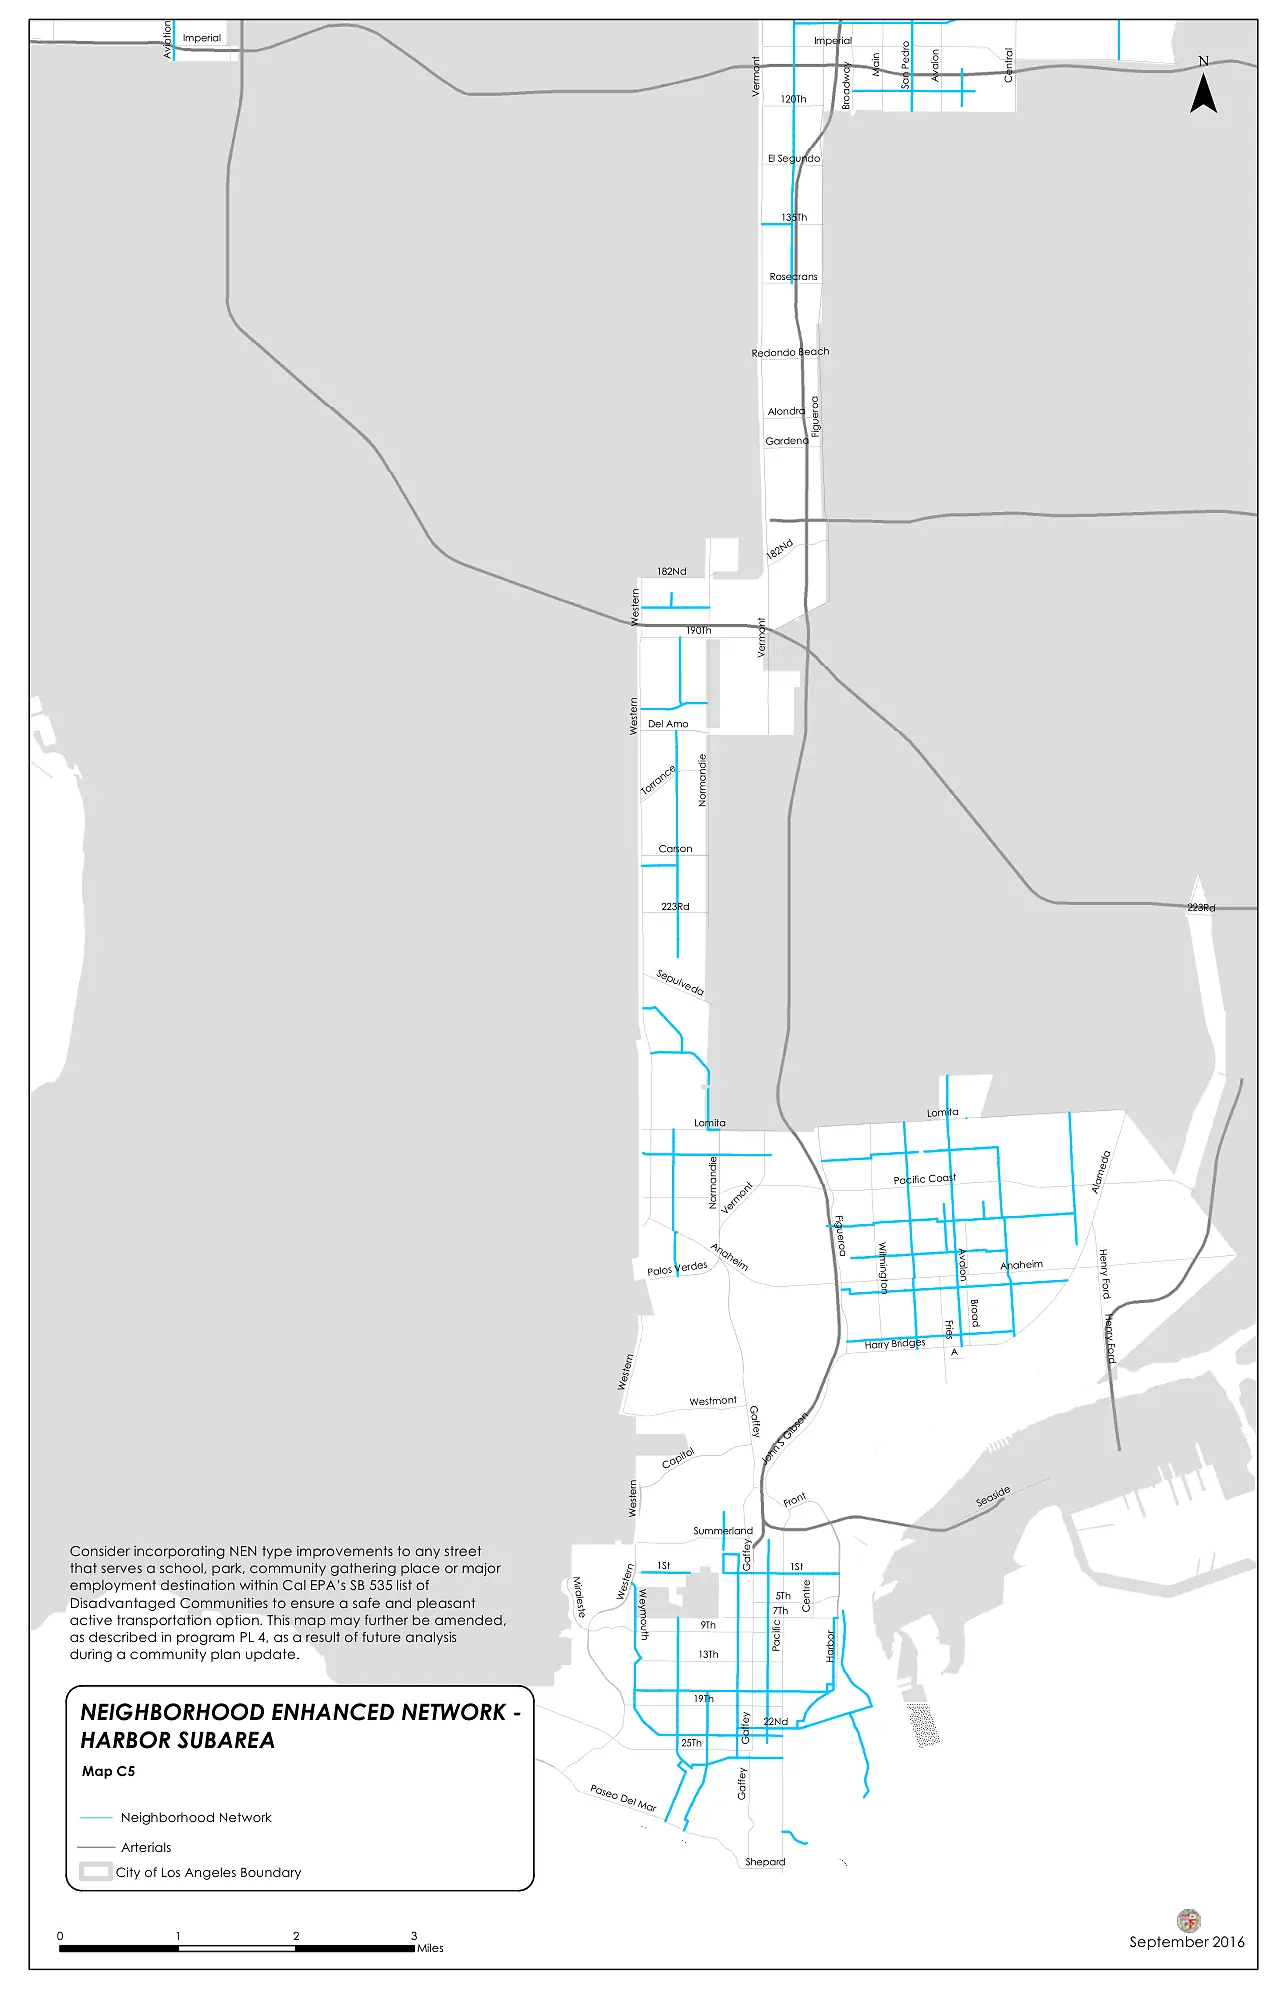 Aviation
Imperial
Imperial
Vermont
Broadway
Main
San Pedro
Avalon
Central
N
120Th
El Segundo
135Th
Rosecrans
Redondo Beach
Alondra
Figueroa
Gardena
182Nd
182Nd
Western
190Th
Vermont
Western
Del Amo
Torrance
Normandie
Carson
223Rd
223Rd
Sepulveda
Lomita
Lomita
Pacific Coast
Alameda
Normandie
Vermont
Figueroa
Wilmington
Avalon
Anaheim
Anaheim
Palos Verdes
Henry Ford
Broad
Fries
Henry Ford
Harry Bridges
A
Western
Westmont
Gaffey
John S Gibson
Capitol
Western
Front
Seaside
Summerland
Gaffey
1St
1St
Western
Miraleste
Weymouth
5Th
Centre
7Th
9Th
Pacific
Harbor
13Th
19Th
22Nd
Gaffey
25Th
Gaffey
Paseo Del Mar
Shepard
Consider incorporating NEN type improvements to any street
that serves a school, park, community gathering place or major
employment destination within Cal EPA's SB 535 list of
Disadvantaged Communities to ensure a safe and pleasant
active transportation option. This map may further be amended,
as described in program PL 4, as a result of future analysis
during a community plan update.
NEIGHBORHOOD ENHANCED NETWORK -
HARBOR SUBAREA
Map C5
Neighborhood Network
Arterials
City of Los Angeles Boundary
0 1 2 3
Miles
September 2016